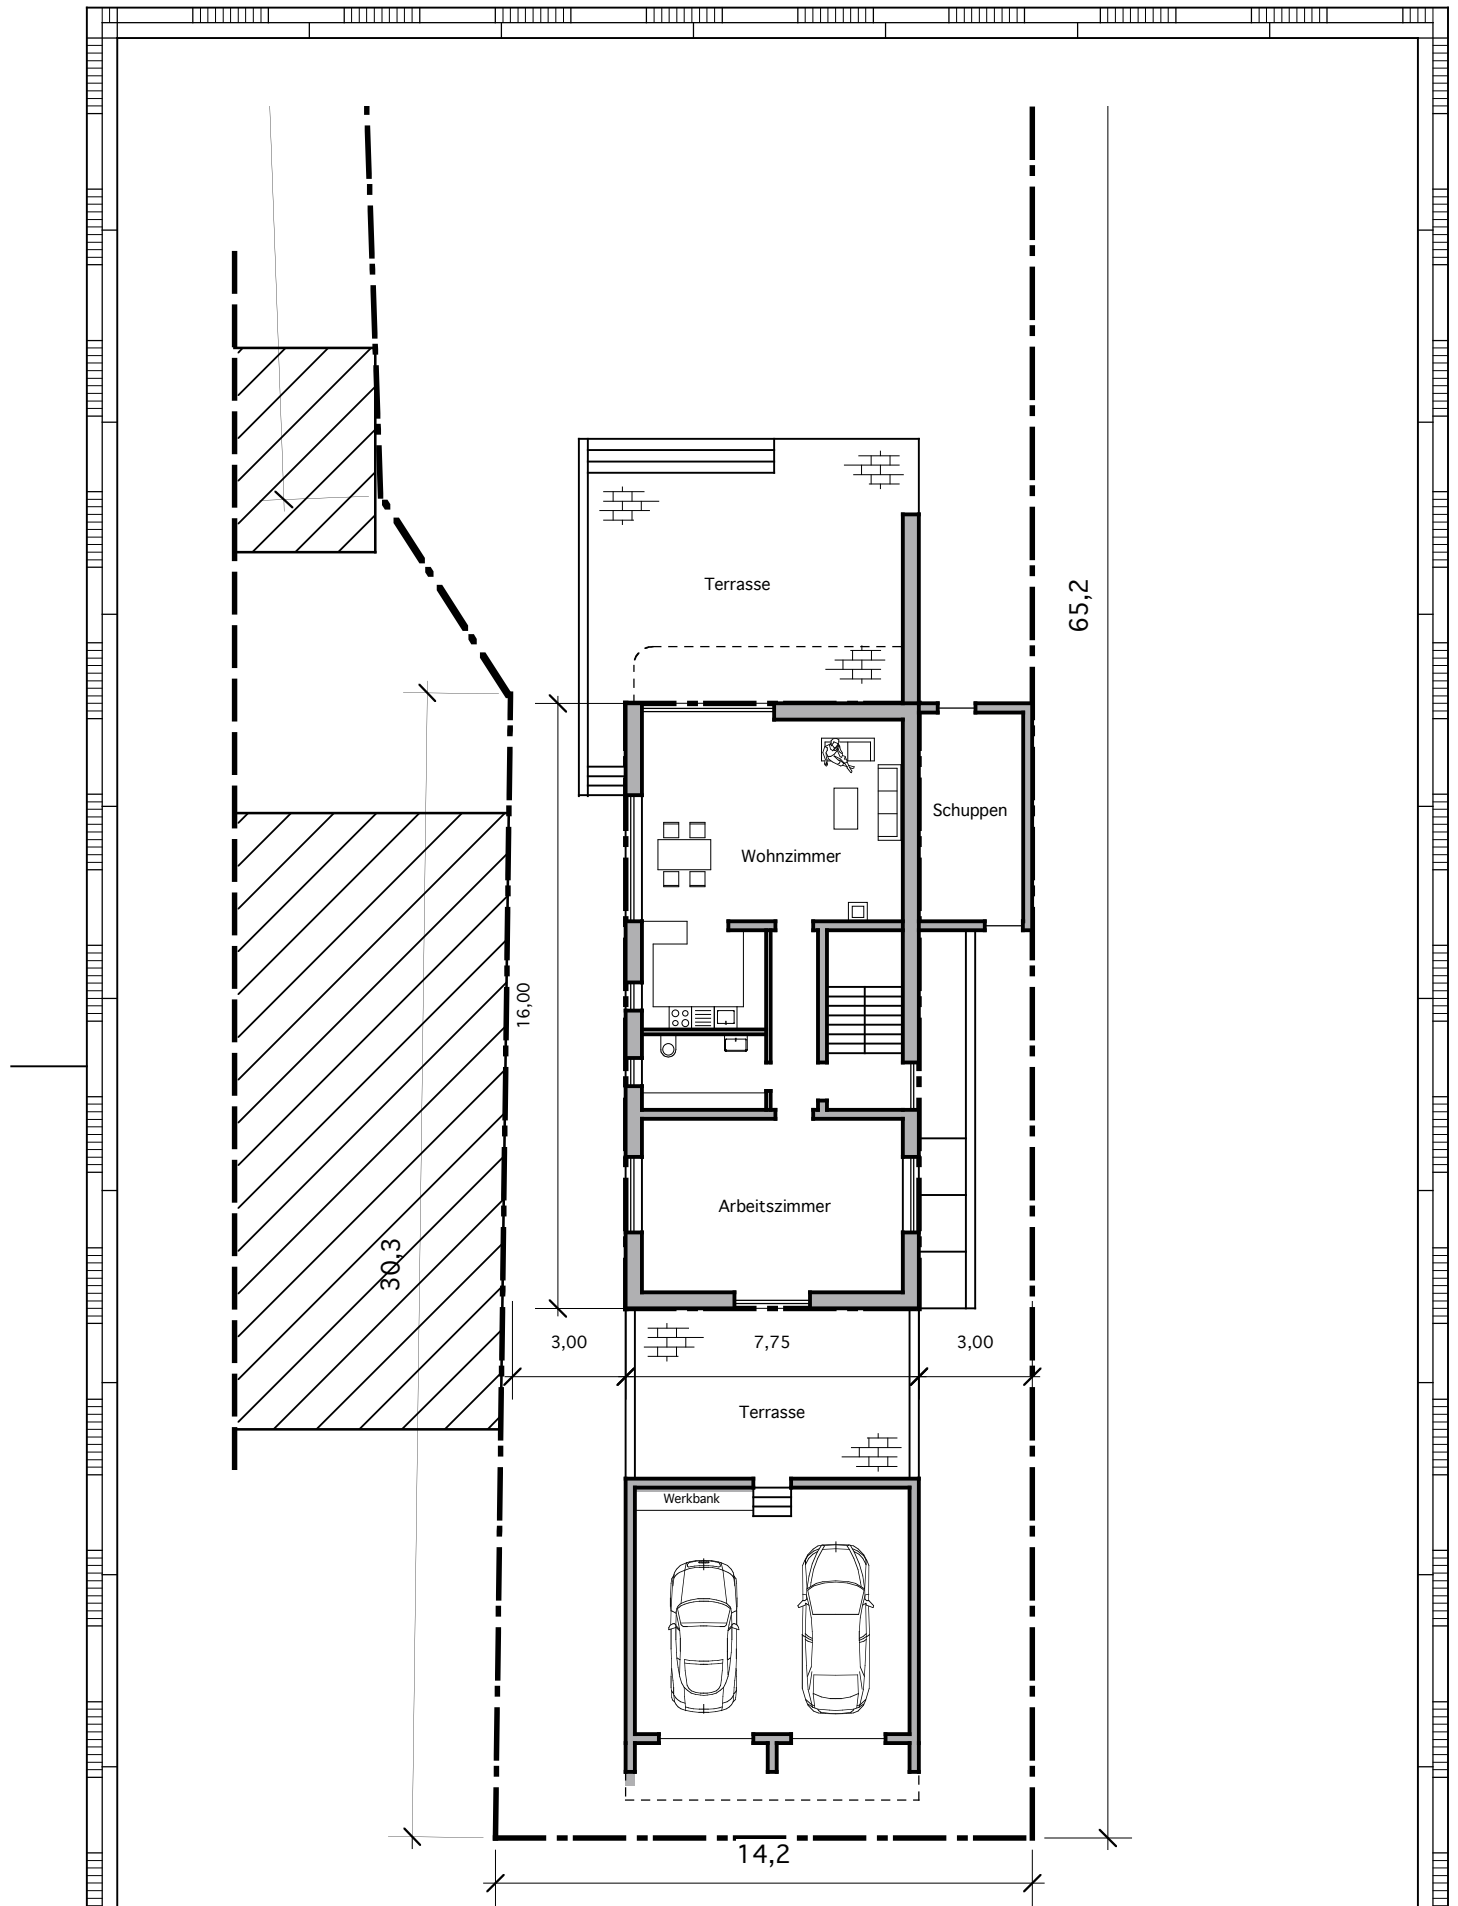 Terrasse
65,2
Schuppen
Wohnzimmer
16,00
Arbeitszimmer
30,3
3,00
7,75
3,00
Terrasse
Werkbank
14,2